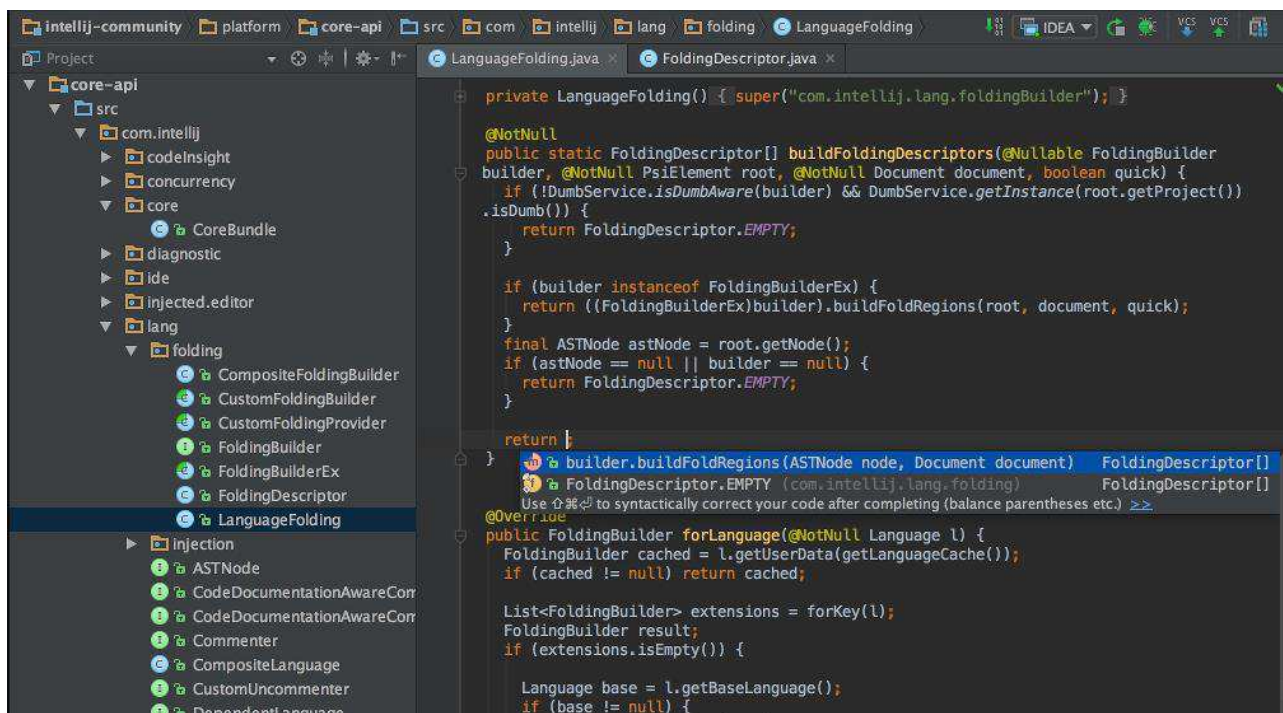 intellij-community platform core-api src com intellij lang folding LanguageFolding IDEA VCS VCS
Project
LanguageFolding.java × FoldingDescriptor.java ×
core-api
src
com.intellij
codeInsight
concurrency
core
CoreBundle
diagnostic
ide
injected.editor
lang
folding
CompositeFoldingBuilder
CustomFoldingBuilder
CustomFoldingProvider
FoldingBuilder
FoldingBuilderEx
FoldingDescriptor
LanguageFolding
injection
ASTNode
CodeDocumentationAwareCom
CodeDocumentationAwareCom
Commenter
CompositeLanguage
CustomUncommenter
DependentLanguage
private LanguageFolding() { super("com.intellij.lang.foldingBuilder"); }
@NotNull
public static FoldingDescriptor[] buildFoldingDescriptors(@Nullable FoldingBuilder
builder, @NotNull PsiElement root, @NotNull Document document, boolean quick) {
if (!DumbService.isDumbAware(builder) && DumbService.getInstance(root.getProject())
.isDumb()) {
return FoldingDescriptor.EMPTY;
}
if (builder instanceof FoldingBuilderEx) {
return ((FoldingBuilderEx)builder).buildFoldRegions(root, document, quick);
}
final ASTNode astNode = root.getNode();
if (astNode == null || builder == null) {
return FoldingDescriptor.EMPTY;
}
return ;
}
builder.buildFoldRegions(ASTNode node, Document document) FoldingDescriptor[]
FoldingDescriptor.EMPTY (com.intellij.lang.folding) FoldingDescriptor[]
Use ⇧⌘⏎ to syntactically correct your code after completing (balance parentheses etc.) >>
@Override
public FoldingBuilder forLanguage(@NotNull Language l) {
FoldingBuilder cached = l.getUserData(getLanguageCache());
if (cached != null) return cached;
List<FoldingBuilder> extensions = forKey(l);
FoldingBuilder result;
if (extensions.isEmpty()) {
Language base = l.getBaseLanguage();
if (base != null) {